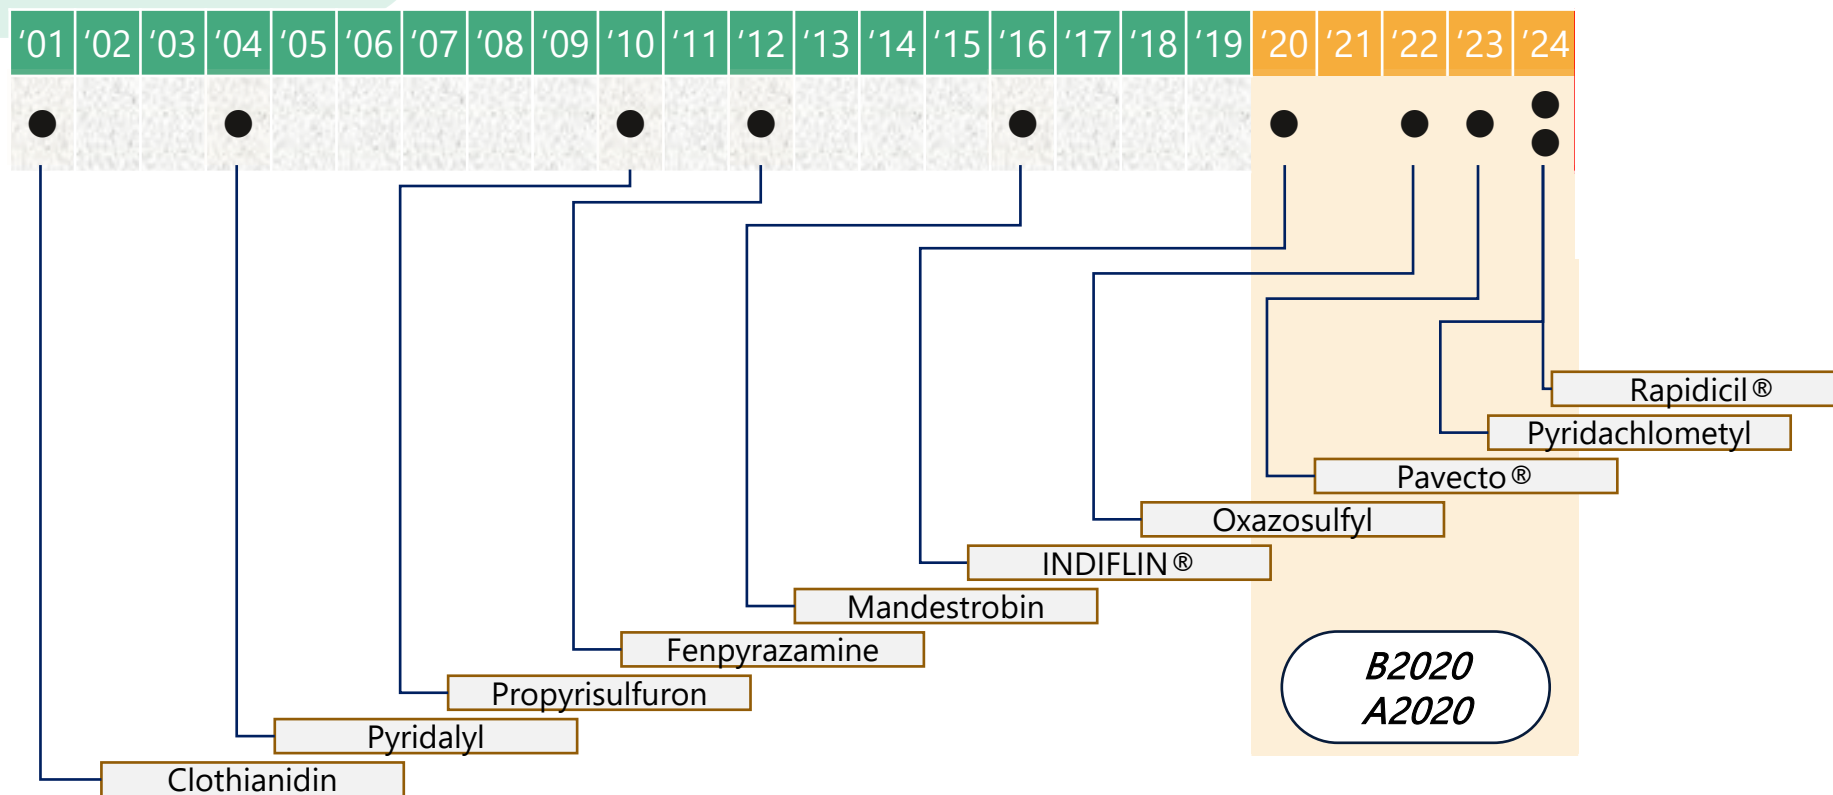 ‘01 ‘02 ‘03 ‘04 ‘05 ‘06 ‘07 ‘08 ‘09 ‘10 ‘11 ‘12 ‘13 ‘14 ‘15 ‘16 ‘17 ‘18 ‘19 ‘20 ‘21 ‘22 ‘23 ‘24
Rapidicil®
Pyridachlometyl
Pavecto®
Oxazosulfyl
INDIFLIN®
Mandestrobin
Fenpyrazamine
Propyrisulfuron
Pyridalyl
Clothianidin
B2020
A2020